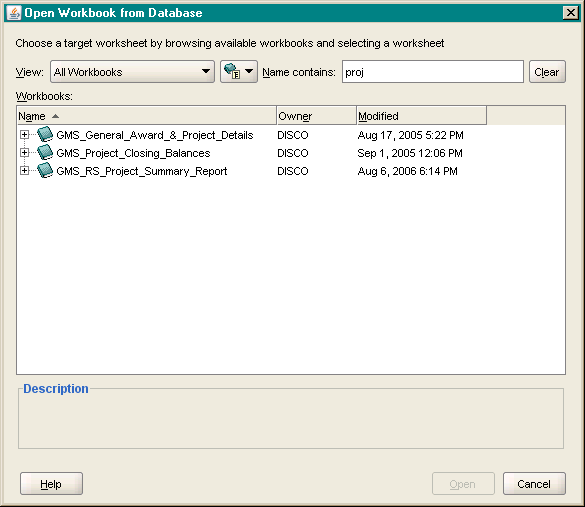 Open Workbook from Database
Choose a target worksheet by browsing available workbooks and selecting a worksheet
View: All Workbooks E Name contains: proj Clear
Workbooks:
Name Owner Modified
GMS_General_Award_&_Project_Details DISCO Aug 17, 2005 5:22 PM
GMS_Project_Closing_Balances DISCO Sep 1, 2005 12:06 PM
GMS_RS_Project_Summary_Report DISCO Aug 6, 2006 6:14 PM
Description
Help Open Cancel